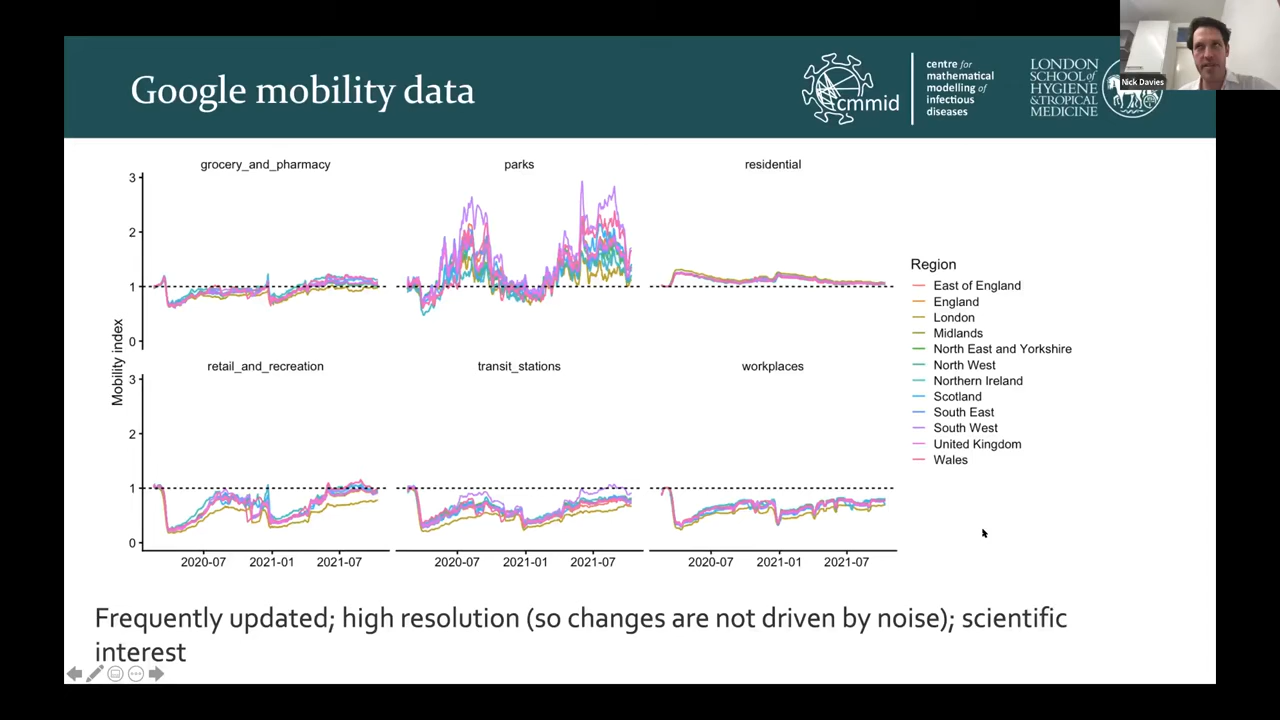 Google mobility data
cmmid
centre for
mathematical
modelling of
infectious
diseases
LONDON
SCHOOL of
HYGIENE
& TROPICAL
MEDICINE
Nick Davies
grocery_and_pharmacy
parks
residential
3
2
1
0
Mobility index
retail_and_recreation
transit_stations
workplaces
3
2
1
0
2020-07 2021-01 2021-07
2020-07 2021-01 2021-07
2020-07 2021-01 2021-07
Region
East of England
England
London
Midlands
North East and Yorkshire
North West
Northern Ireland
Scotland
South East
South West
United Kingdom
Wales
Frequently updated; high resolution (so changes are not driven by noise); scientific
interest